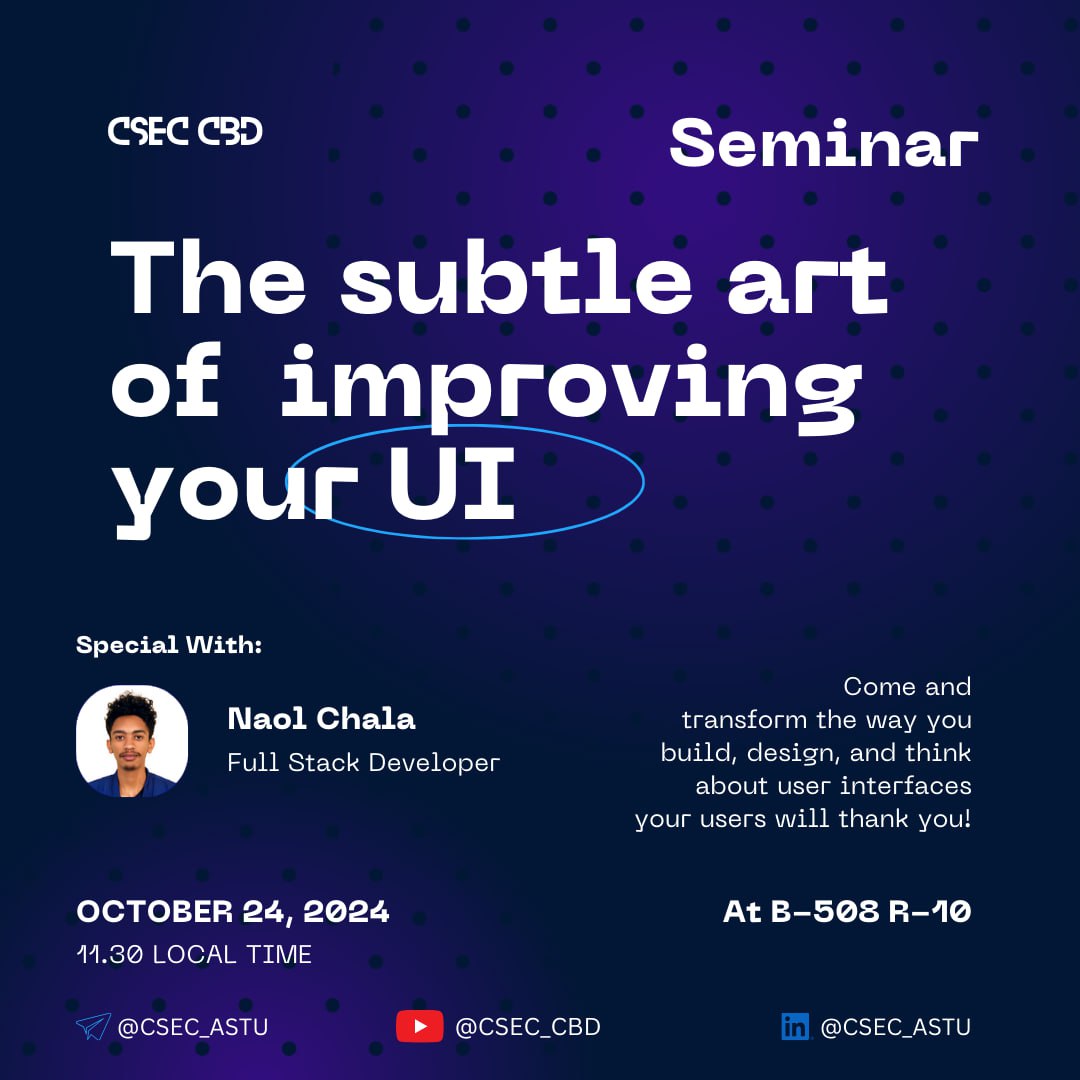 CSEC CBD
Seminar
The subtle art
of improving
your UI
Special With:
Naol Chala
Full Stack Developer
Come and
transform the way you
build, design, and think
about user interfaces
your users will thank you!
OCTOBER 24, 2024
11.30 LOCAL TIME
At B-508 R-10
@CSEC_ASTU
@CSEC_CBD
in @CSEC_ASTU